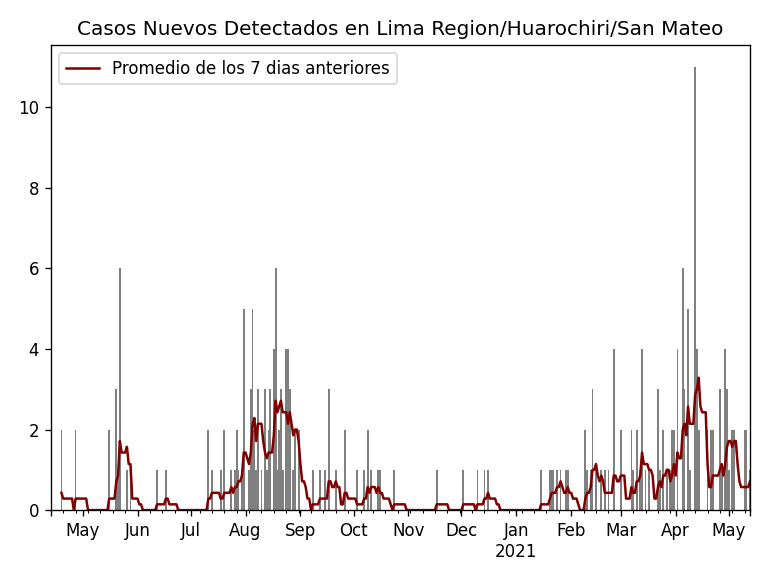 Casos Nuevos Detectados en Lima Region/Huarochiri/San Mateo
Promedio de los 7 dias anteriores
10
8
6
4
2
0
May Jun Jul Aug Sep Oct Nov Dec Jan Feb Mar Apr May
2021